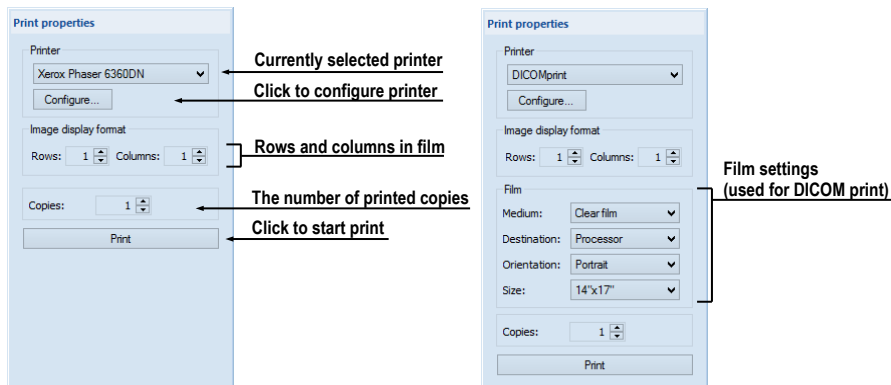 Print properties
Printer
Xerox Phaser 6360DN
Configure...
Image display format
Rows: 1 Columns: 1
Copies: 1
Print
Currently selected printer
Click to configure printer
Rows and columns in film
The number of printed copies
Click to start print
Print properties
Printer
DICOMprint
Configure...
Image display format
Rows: 1 Columns: 1
Film
Medium: Clear film
Destination: Processor
Orientation: Portrait
Size: 14"x17"
Copies: 1
Print
Film settings
(used for DICOM print)